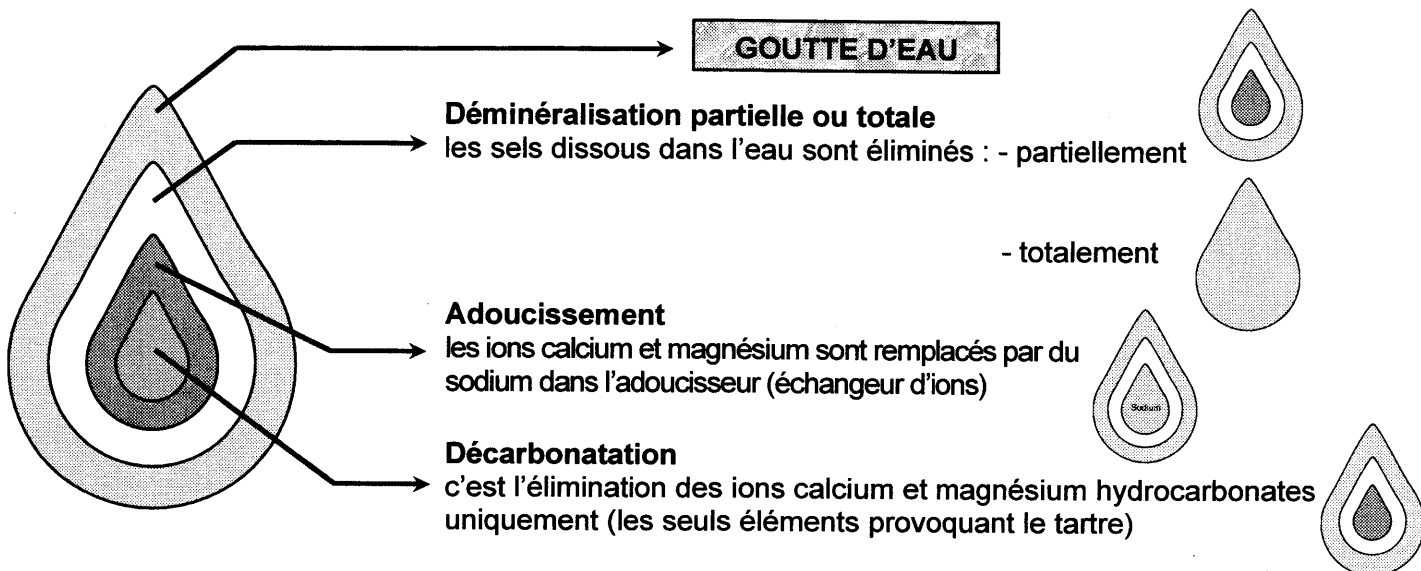 GOUTTE D'EAU
Déminéralisation partielle ou totale
les sels dissous dans l'eau sont éliminés : - partiellement
- totalement
Adoucissement
les ions calcium et magnésium sont remplacés par du
sodium dans l'adoucisseur (échangeur d'ions)
Sodium
Décarbonatation
c'est l'élimination des ions calcium et magnésium hydrocarbonates
uniquement (les seuls éléments provoquant le tartre)